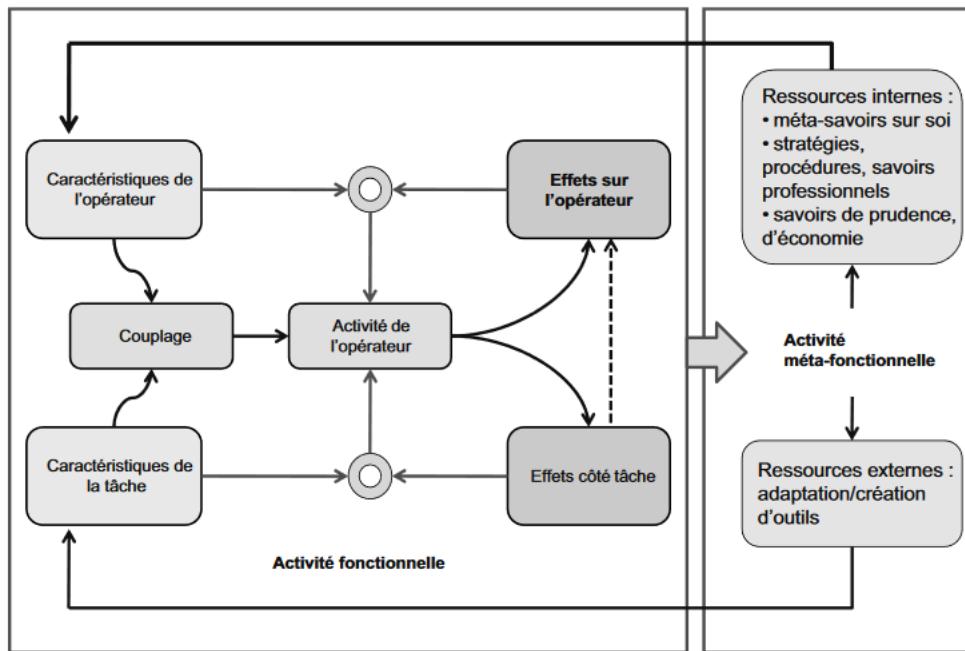 Caractéristiques de
l'opérateur
Effets sur
l'opérateur
Couplage
Activité de
l'opérateur
Caractéristiques de
la tâche
Effets côté tâche
Activité fonctionnelle
Ressources internes :
• méta-savoirs sur soi
• stratégies,
procédures, savoirs
professionnels
• savoirs de prudence,
d'économie
Activité
méta-fonctionnelle
Ressources externes :
adaptation/création
d'outils